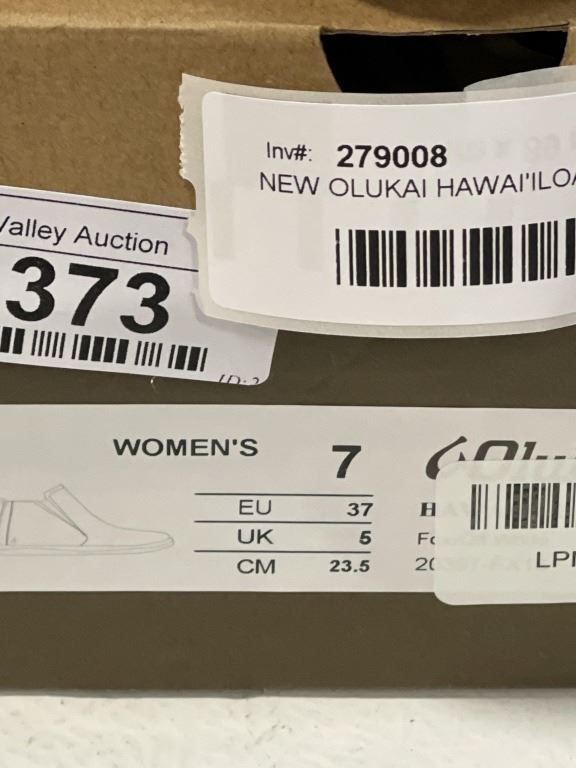 Inv#: 279008
NEW OLUKAI HAWAI'ILOA
Valley Auction
373
WOMEN'S 7
EU 37
UK 5
CM 23.5
Olu
LPI